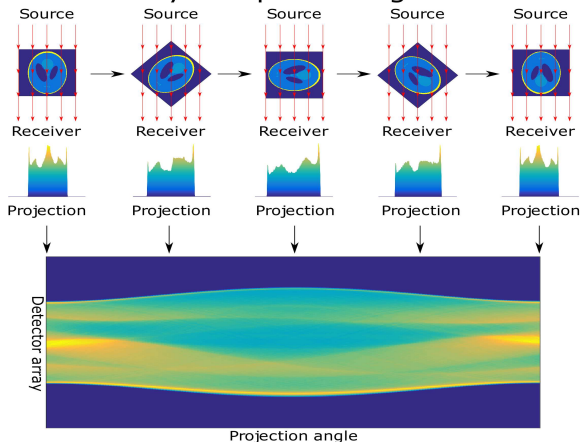 Source Source Source Source Source
Receiver Receiver Receiver Receiver Receiver
Projection Projection Projection Projection Projection
Detector array
Projection angle